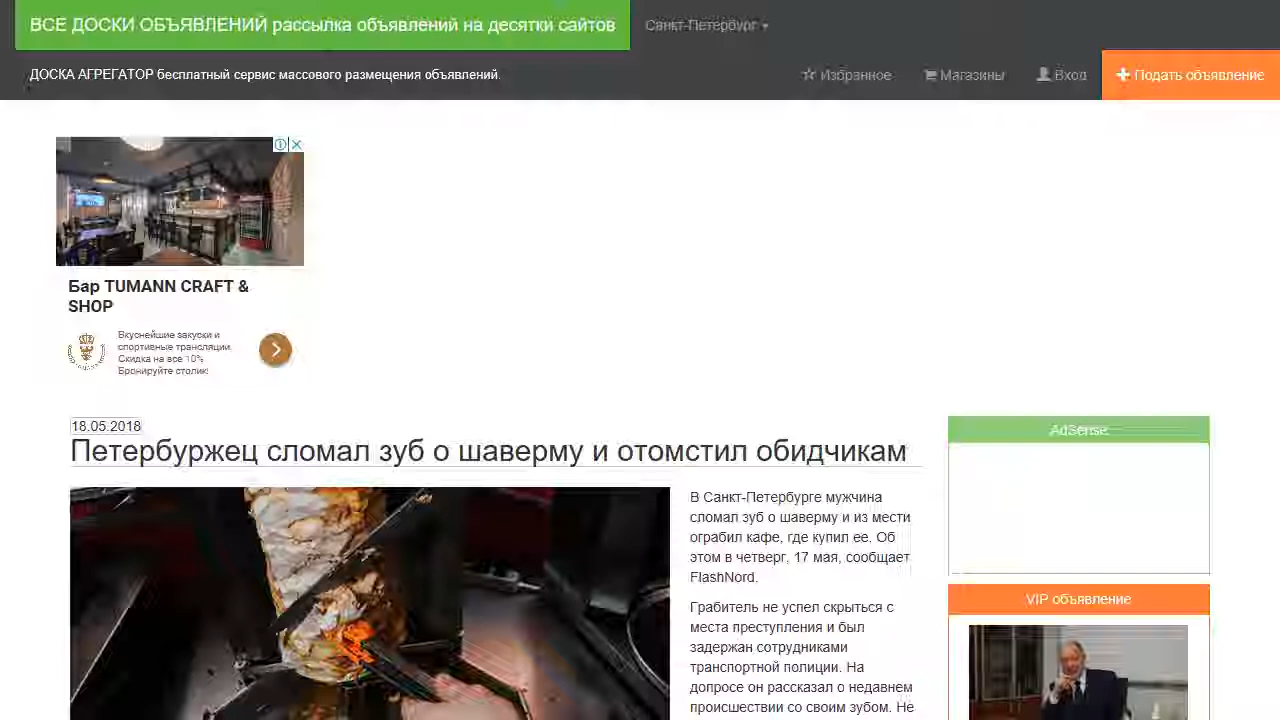 ВСЕ ДОСКИ ОБЪЯВЛЕНИЙ рассылка объявлений на десятки сайтов
Санкт-Петербург
ДОСКА АГРЕГАТОР бесплатный сервис массового размещения объявлений.
Избранное
Магазины
Вход
Подать объявление
Бар TUMANN CRAFT &
SHOP
Вкуснейшие закуски и
спортивные трансляции.
Скидка на все 10%
Бронируйте столик!
18.05.2018
Петербуржец сломал зуб о шаверму и отомстил обидчикам
В Санкт-Петербурге мужчина
сломал зуб о шаверму и из мести
ограбил кафе, где купил ее. Об
этом в четверг, 17 мая, сообщает
FlashNord.
Грабитель не успел скрыться с
места преступления и был
задержан сотрудниками
транспортной полиции. На
допросе он рассказал о недавнем
происшествии со своим зубом. Не
AdSense
VIP объявление